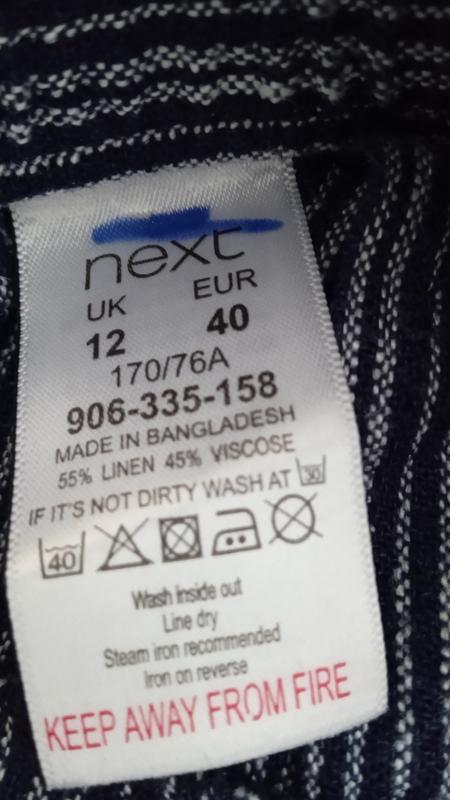 next
UK EUR
12 40
170/76A
906-335-158
MADE IN BANGLADESH
55% LINEN 45% VISCOSE
IF IT'S NOT DIRTY WASH AT 30
40
Wash inside out
Line dry
Steam iron recommended
Iron on reverse
KEEP AWAY FROM FIRE